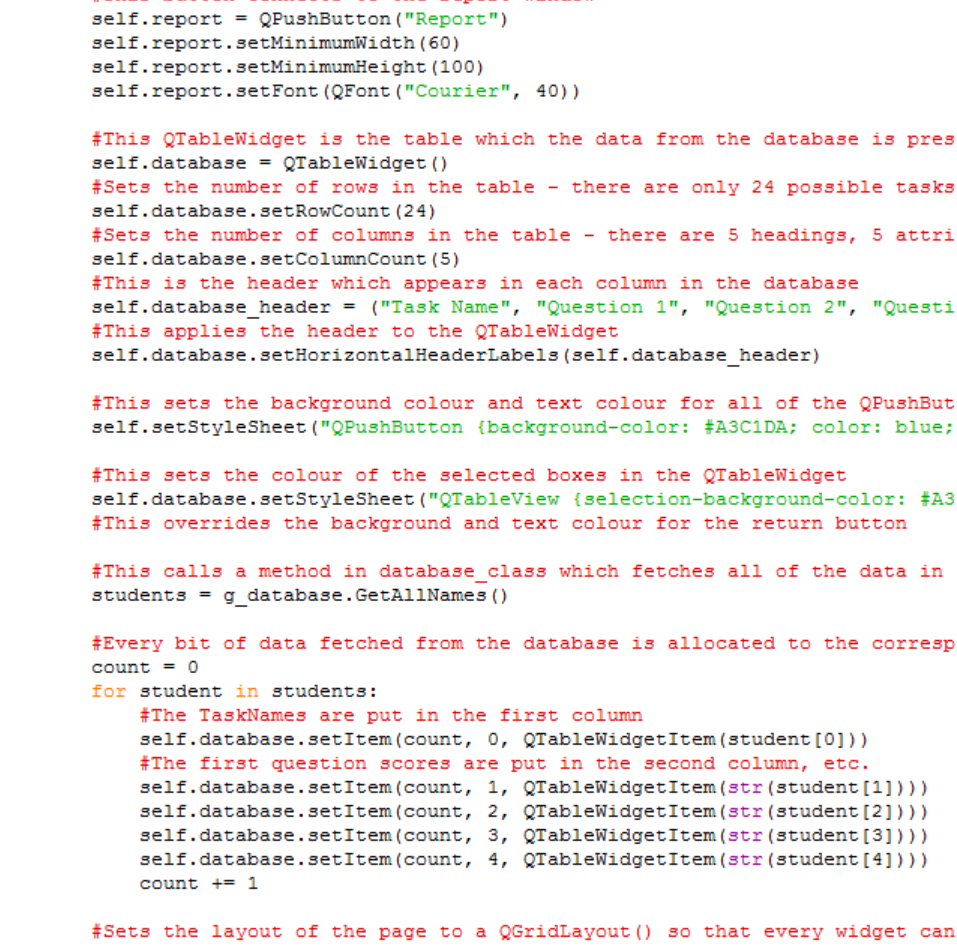 self.report = QPushButton("Report")
self.report.setMinimumWidth(60)
self.report.setMinimumHeight(100)
self.report.setFont(QFont("Courier", 40))
#This QTableWidget is the table which the data from the database is pres
self.database = QTableWidget()
#Sets the number of rows in the table - there are only 24 possible tasks
self.database.setRowCount(24)
#Sets the number of columns in the table - there are 5 headings, 5 attri
self.database.setColumnCount(5)
#This is the header which appears in each column in the database
self.database_header = ("Task Name", "Question 1", "Question 2", "Questi
#This applies the header to the QTableWidget
self.database.setHorizontalHeaderLabels(self.database_header)
#This sets the background colour and text colour for all of the QPushBut
self.setStyleSheet("QPushButton {background-color: #A3C1DA; color: blue;
#This sets the colour of the selected boxes in the QTableWidget
self.database.setStyleSheet("QTableView {selection-background-color: #A3
#This overrides the background and text colour for the return button
#This calls a method in database_class which fetches all of the data in
students = g_database.GetAllNames()
#Every bit of data fetched from the database is allocated to the corresp
count = 0
for student in students:
#The TaskNames are put in the first column
self.database.setItem(count, 0, QTableWidgetItem(student[0]))
#The first question scores are put in the second column, etc.
self.database.setItem(count, 1, QTableWidgetItem(str(student[1])))
self.database.setItem(count, 2, QTableWidgetItem(str(student[2])))
self.database.setItem(count, 3, QTableWidgetItem(str(student[3])))
self.database.setItem(count, 4, QTableWidgetItem(str(student[4])))
count += 1
#Sets the layout of the page to a QGridLayout() so that every widget can